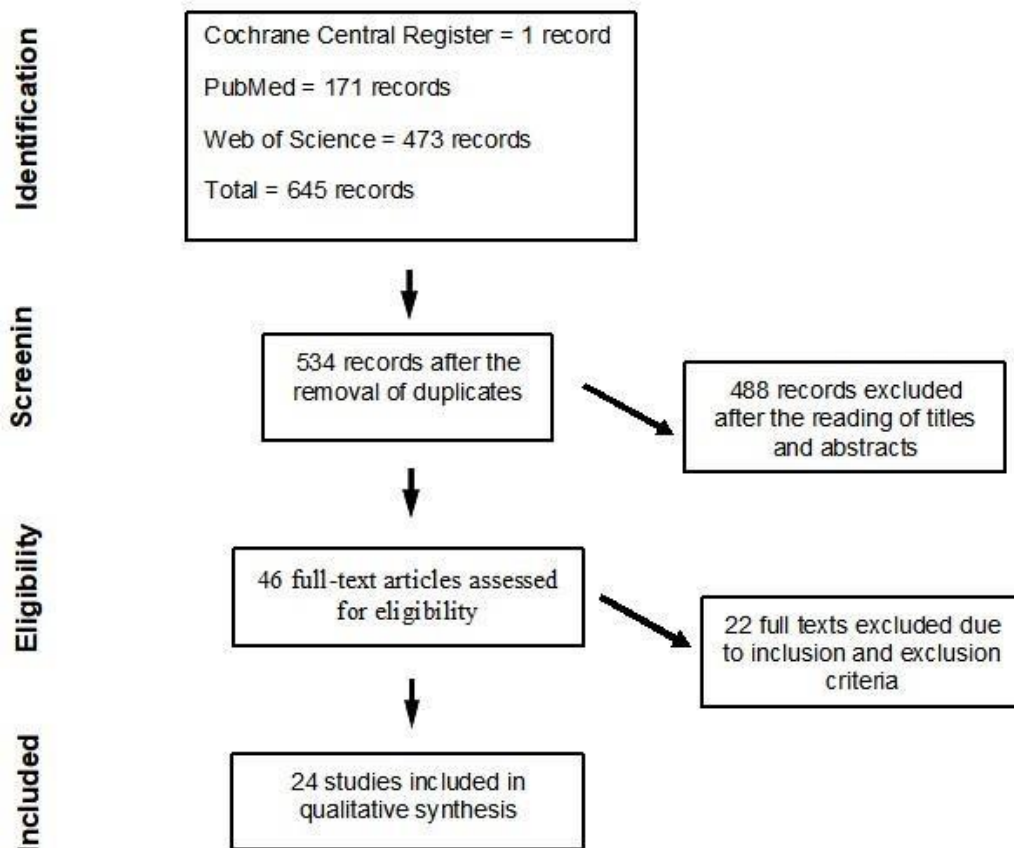 Identification
Cochrane Central Register = 1 record
PubMed = 171 records
Web of Science = 473 records
Total = 645 records
Screenin
534 records after the
removal of duplicates
488 records excluded
after the reading of titles
and abstracts
Eligibility
46 full-text articles assessed
for eligibility
22 full texts excluded due
to inclusion and exclusion
criteria
Included
24 studies included in
qualitative synthesis